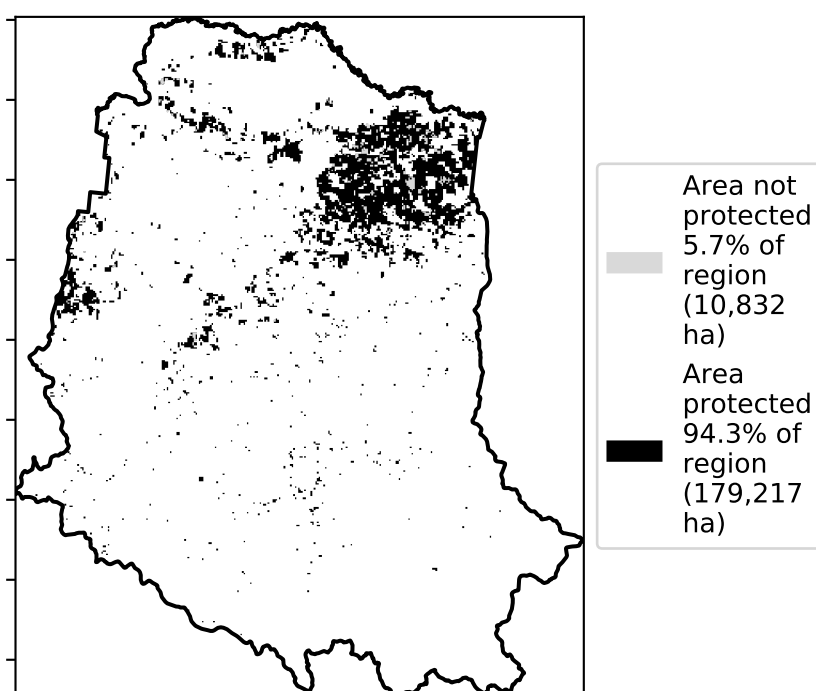 Area not
protected
5.7% of
region
(10,832
ha)
Area
protected
94.3% of
region
(179,217
ha)